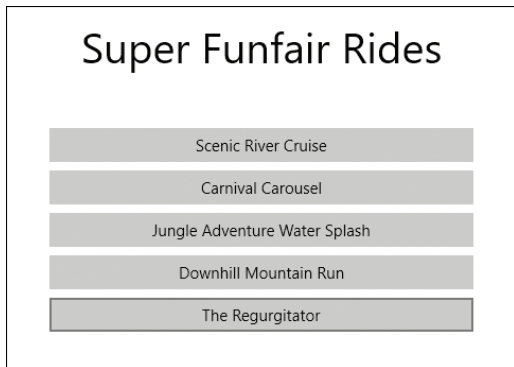 Super Funfair Rides
Scenic River Cruise
Carnival Carousel
Jungle Adventure Water Splash
Downhill Mountain Run
The Regurgitator